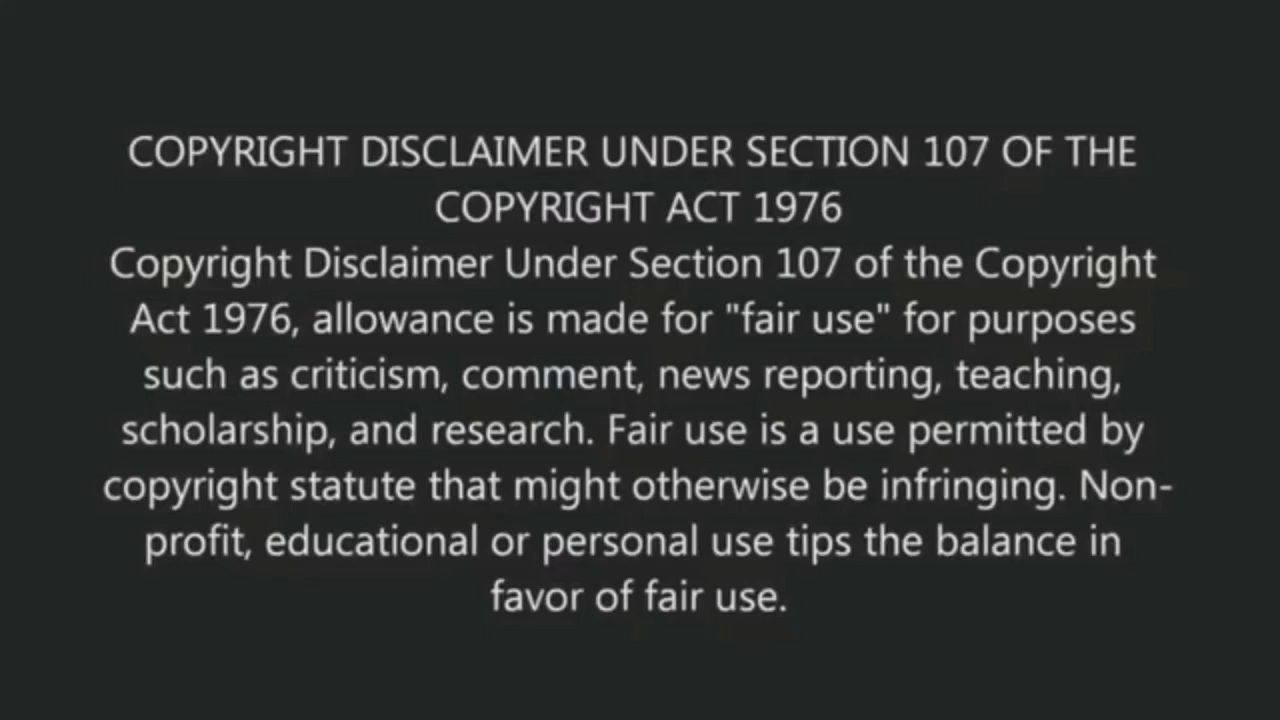 COPYRIGHT DISCLAIMER UNDER SECTION 107 OF THE
COPYRIGHT ACT 1976
Copyright Disclaimer Under Section 107 of the Copyright
Act 1976, allowance is made for "fair use" for purposes
such as criticism, comment, news reporting, teaching,
scholarship, and research. Fair use is a use permitted by
copyright statute that might otherwise be infringing. Non-
profit, educational or personal use tips the balance in
favor of fair use.